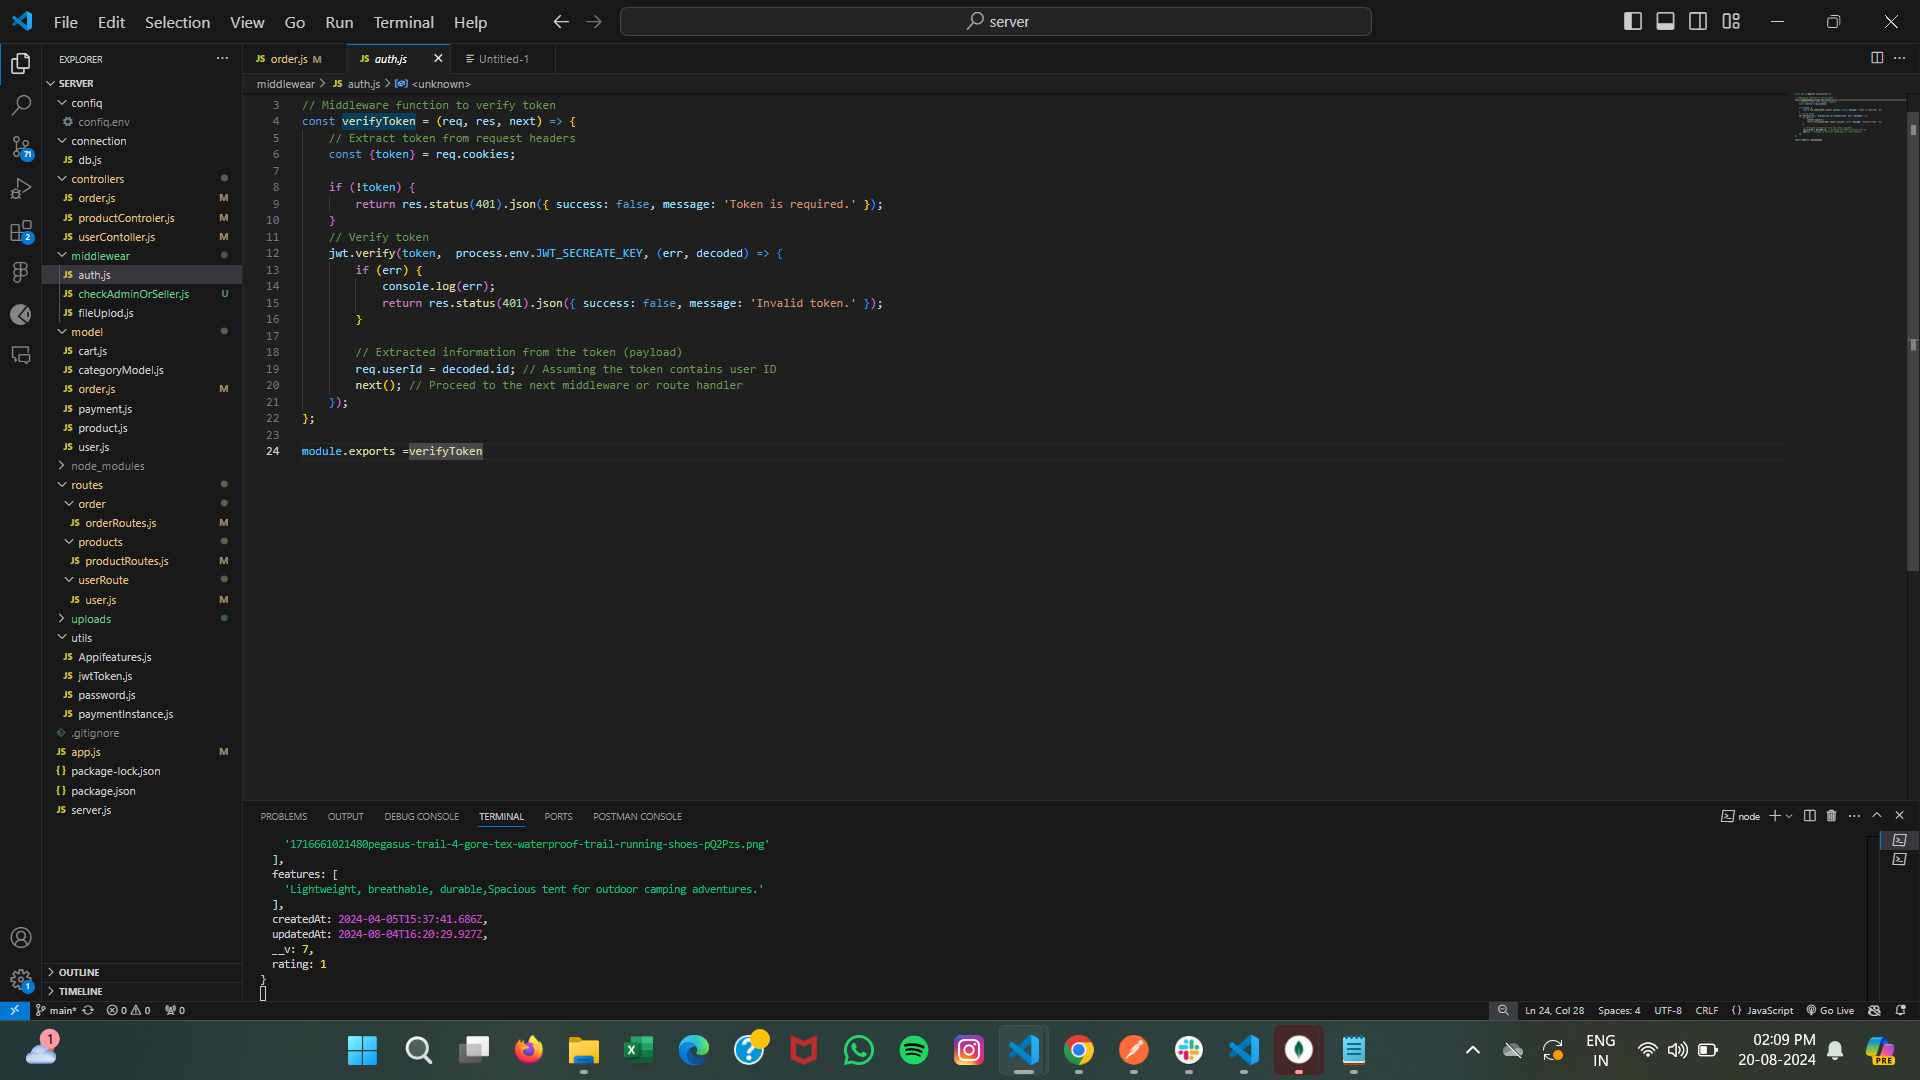 File Edit Selection View Go Run Terminal Help
server
EXPLORER
SERVER
confiq
confiq.env
connection
db.js
controllers
order.js M
productControler.js M
userContoller.js M
middlewear
auth.js
checkAdminOrSeller.js U
fileUplod.js
model
cart.js
categoryModel.js
order.js M
payment.js
product.js
user.js
node_modules
routes
order
orderRoutes.js M
products
productRoutes.js M
userRoute
user.js M
uploads
utils
Appifeatures.js
jwtToken.js
password.js
paymentInstance.js
.gitignore
app.js M
package-lock.json
package.json
server.js
OUTLINE
TIMELINE
71
2
1
order.js M auth.js Untitled-1
middlewear > auth.js > <unknown>
3 // Middleware function to verify token
4 const verifyToken = (req, res, next) => {
5 // Extract token from request headers
6 const {token} = req.cookies;
7
8 if (!token) {
9 return res.status(401).json({ success: false, message: 'Token is required.' });
10 }
11 // Verify token
12 jwt.verify(token,  process.env.JWT_SECREATE_KEY, (err, decoded) => {
13 if (err) {
14 console.log(err);
15 return res.status(401).json({ success: false, message: 'Invalid token.' });
16 }
17
18 // Extracted information from the token (payload)
19 req.userId = decoded.id; // Assuming the token contains user ID
20 next(); // Proceed to the next middleware or route handler
21 });
22 };
23
24 module.exports =verifyToken
PROBLEMS OUTPUT DEBUG CONSOLE TERMINAL PORTS POSTMAN CONSOLE
node
'1716661021480pegasus-trail-4-gore-tex-waterproof-trail-running-shoes-pQ2Pzs.png'
],
features: [
'Lightweight, breathable, durable,Spacious tent for outdoor camping adventures.'
],
createdAt: 2024-04-05T15:37:41.686Z,
updatedAt: 2024-08-04T16:20:29.927Z,
__v: 7,
rating: 1
}
main* 0 0 0
Ln 24, Col 28 Spaces: 4 UTF-8 CRLF {} JavaScript Go Live
1
ENG
IN
02:09 PM
20-08-2024
PRE